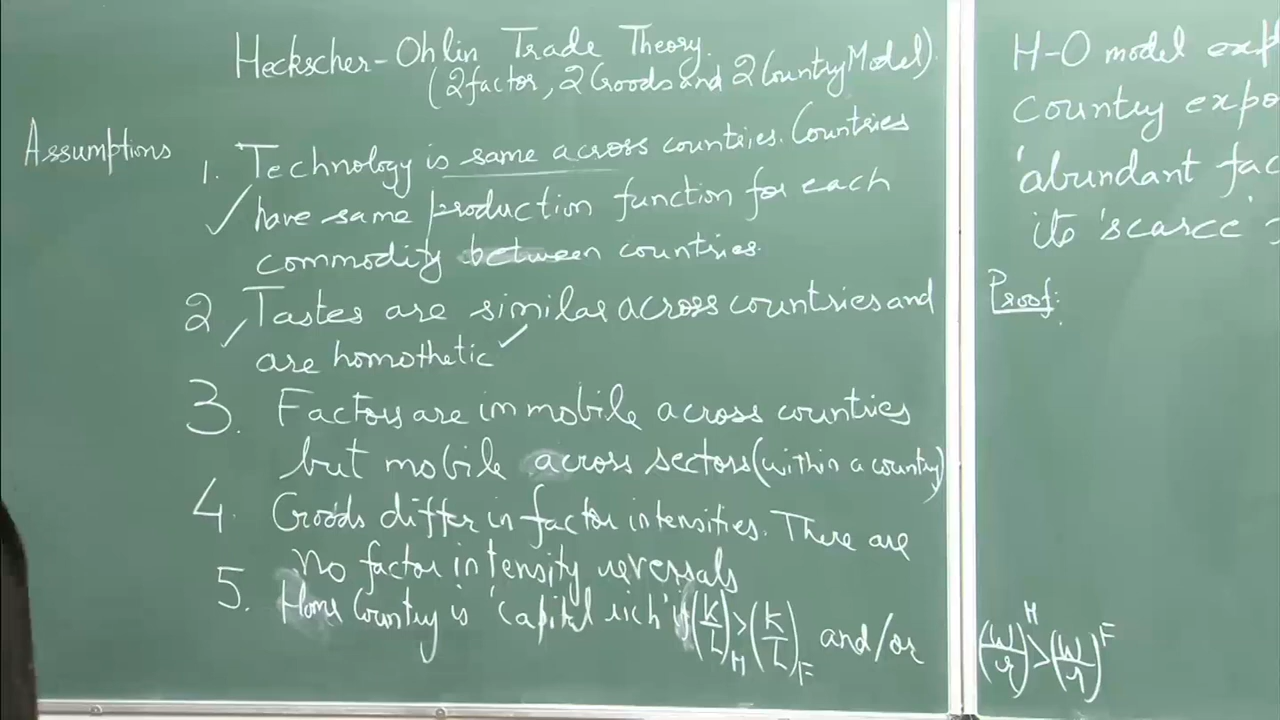 Heckscher-Ohlin Trade Theory.
(2 factor, 2 Goods and 2 Country Model).
Assumptions
1. Technology is same across countries. Countries
have same production function for each
commodity between countries.
2. Tastes are similar across countries and
are homothetic
3. Factors are immobile across counties
but mobile across sectors (within a country)
4. Goods differ in factor intensities. There are
no factor intensity reversals
5. Home Country is 'capital rich' if (K/L)_H > (K/L)_F and/or (w/r)^H > (w/r)^F
H-O model
Country
'abundant
its 'scarce'
Proof: